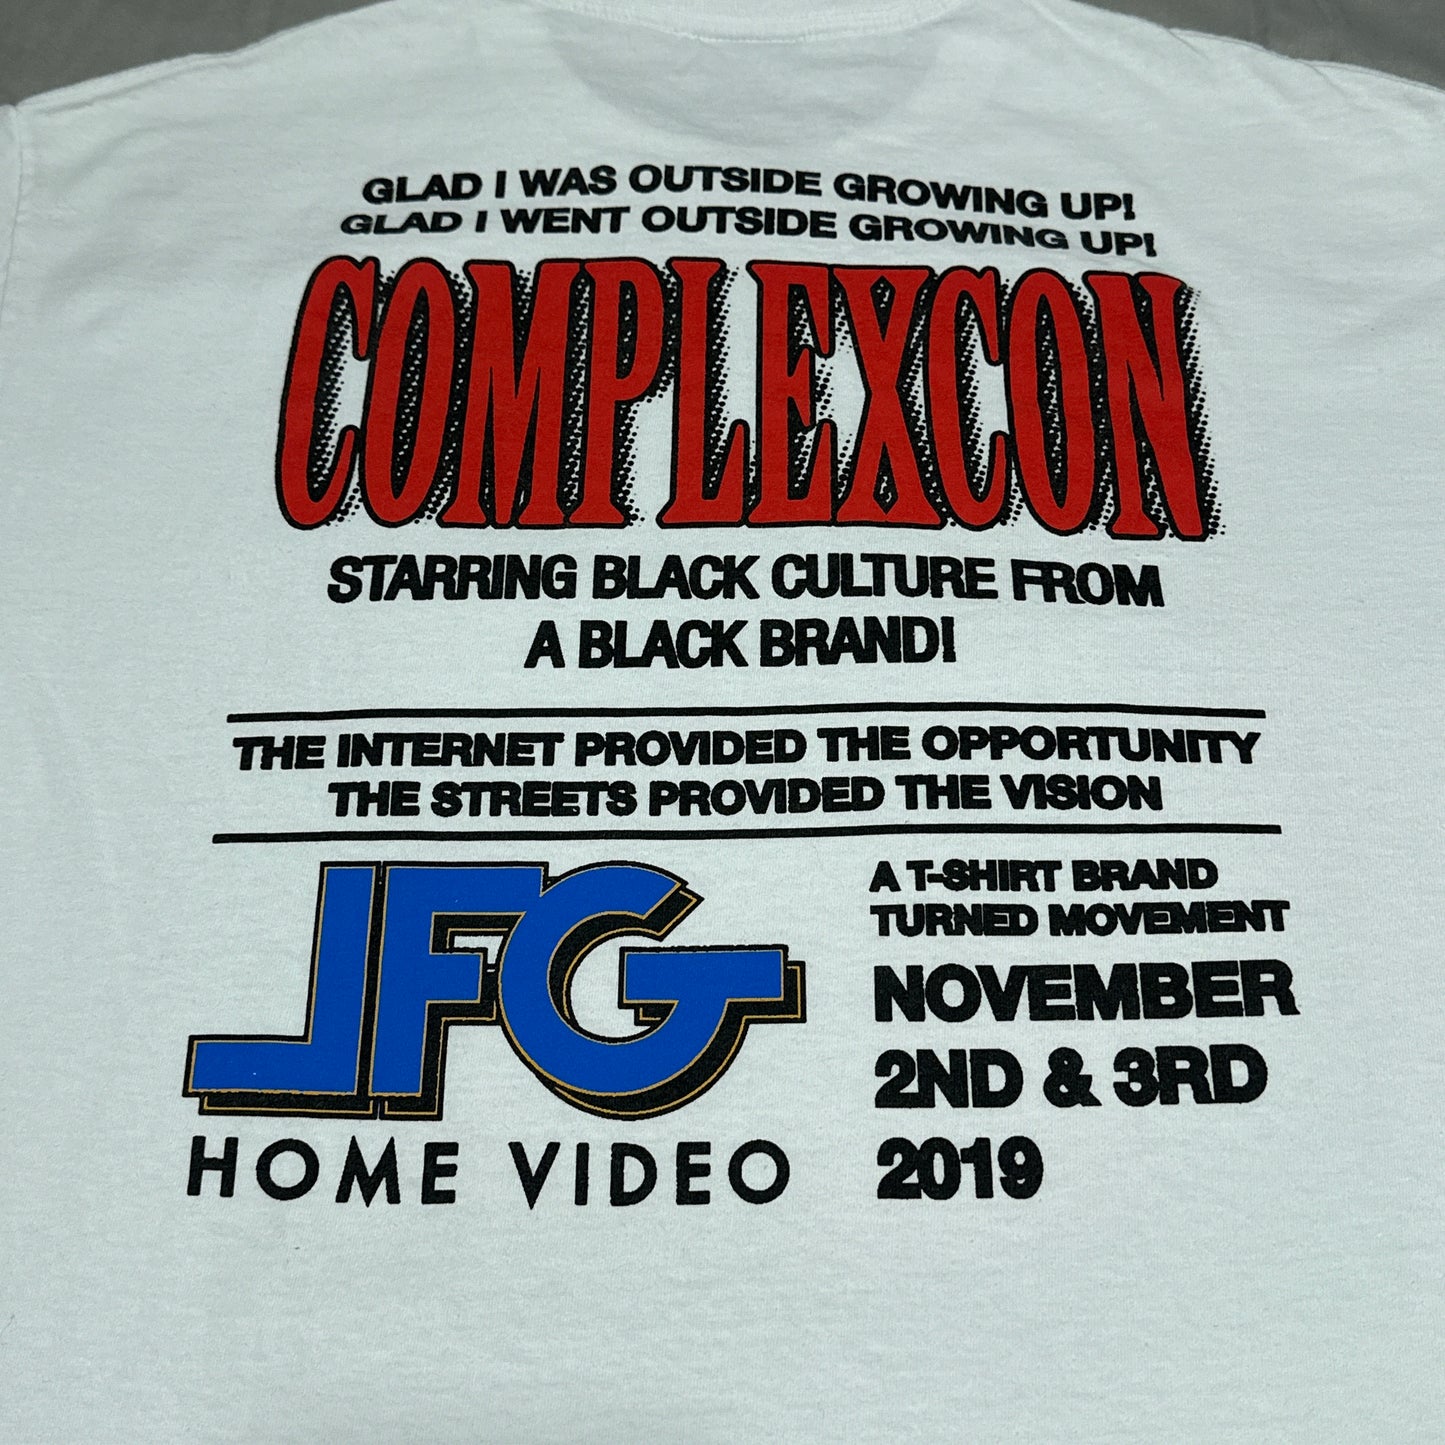 GLAD I WAS OUTSIDE GROWING UP!
GLAD I WENT OUTSIDE GROWING UP!
COMPLEXCON
STARRING BLACK CULTURE FROM
A BLACK BRAND!
THE INTERNET PROVIDED THE OPPORTUNITY
THE STREETS PROVIDED THE VISION
JFG
HOME VIDEO
A T-SHIRT BRAND
TURNED MOVEMENT
NOVEMBER
2ND & 3RD
2019